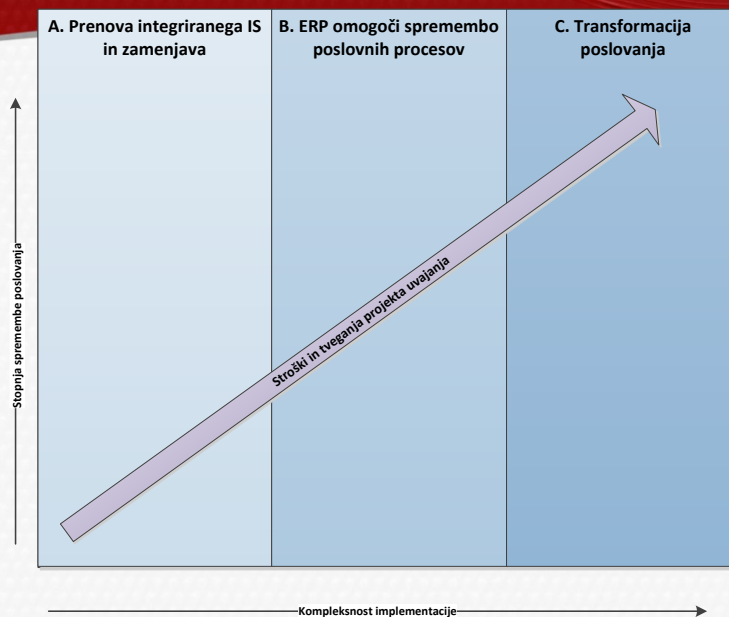 A. Prenova integriranega IS
in zamenjava
B. ERP omogoči spremembo
poslovnih procesov
C. Transformacija
poslovanja
Stopnja spremembe poslovanja
Stroški in tveganja projekta uvajanja
Kompleksnost implementacije